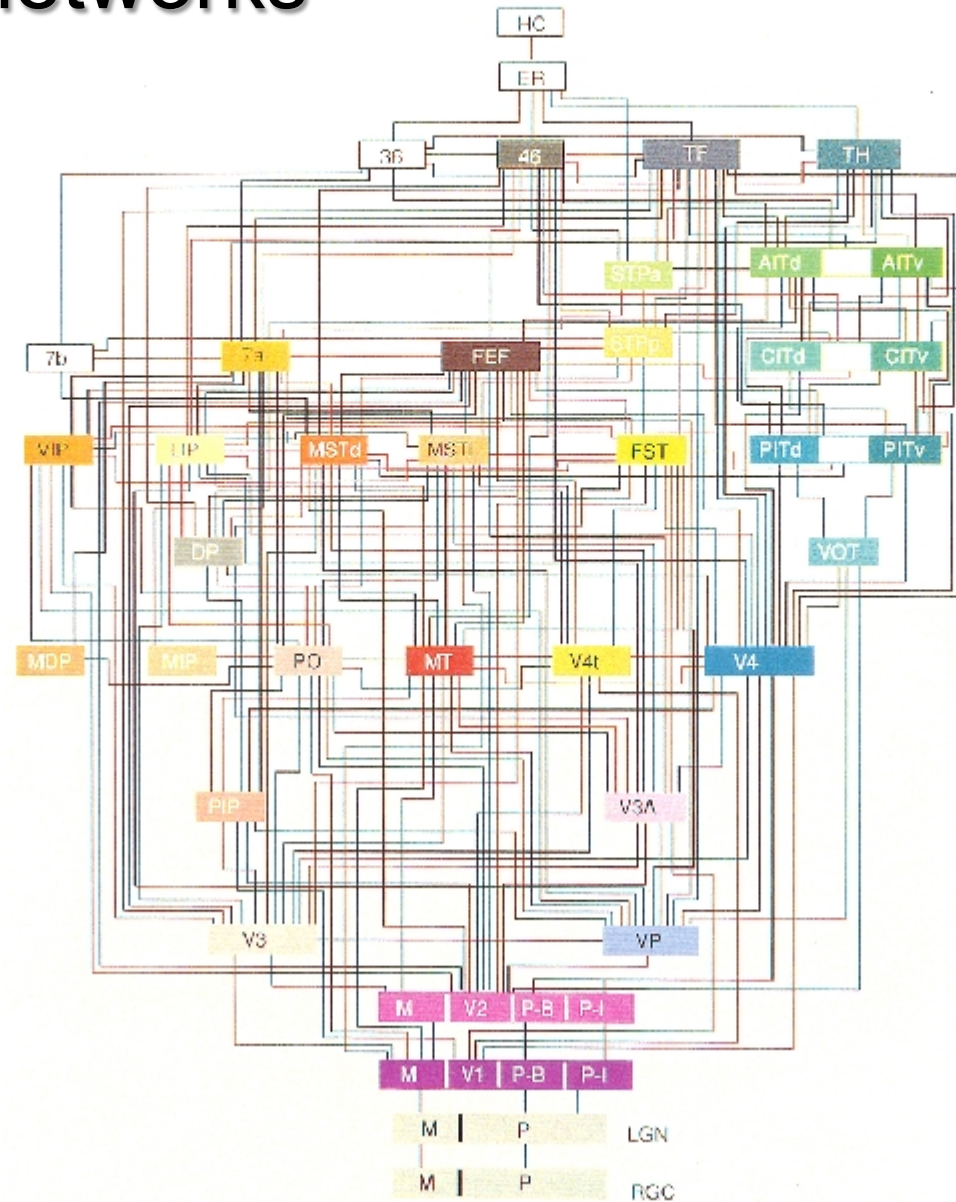 networks
HC
ER
36 46 TF TH
STPa AITd AITv
7b 7a FEF STPp CITd CITv
VIP LIP MSTd MSTl FST PITd PITv
DP VOT
MDP MIP PO MT V4t V4
PIP V3A
V3 VP
M V2 P-B P-I
M V1 P-B P-I
M P LGN
M P RGC